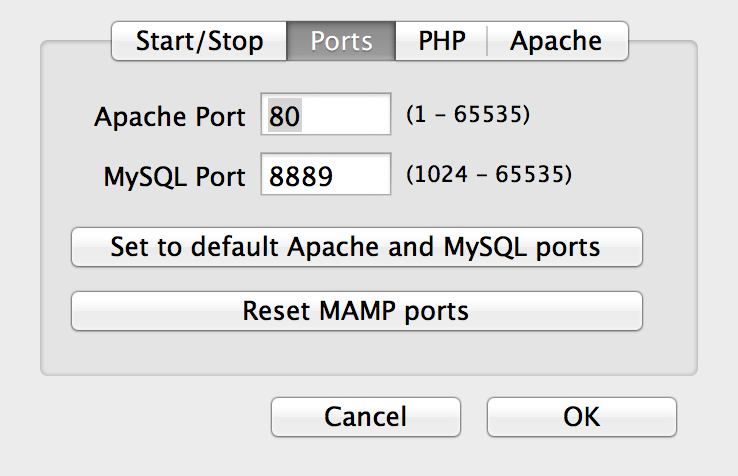 Start/Stop Ports PHP Apache
Apache Port 80 (1 – 65535)
MySQL Port 8889 (1024 – 65535)
Set to default Apache and MySQL ports
Reset MAMP ports
Cancel OK